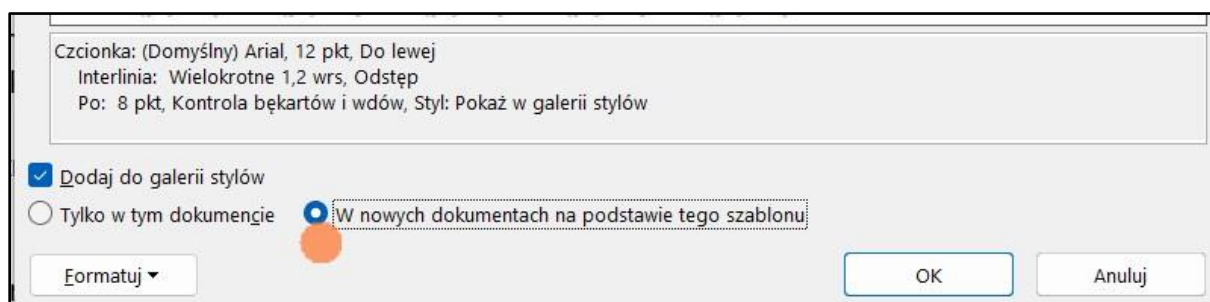 Czcionka: (Domyślny) Arial, 12 pkt, Do lewej
Interlinia: Wielokrotne 1,2 wrs, Odstęp
Po: 8 pkt, Kontrola bękartów i wdów, Styl: Pokaż w galerii stylów
Dodaj do galerii stylów
Tylko w tym dokumencie W nowych dokumentach na podstawie tego szablonu
Formatuj OK Anuluj